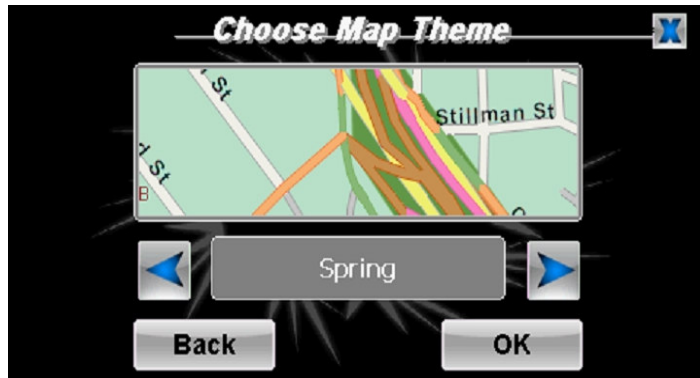 Choose Map Theme
X
St
Stillman St
d St
B
Spring
Back
OK